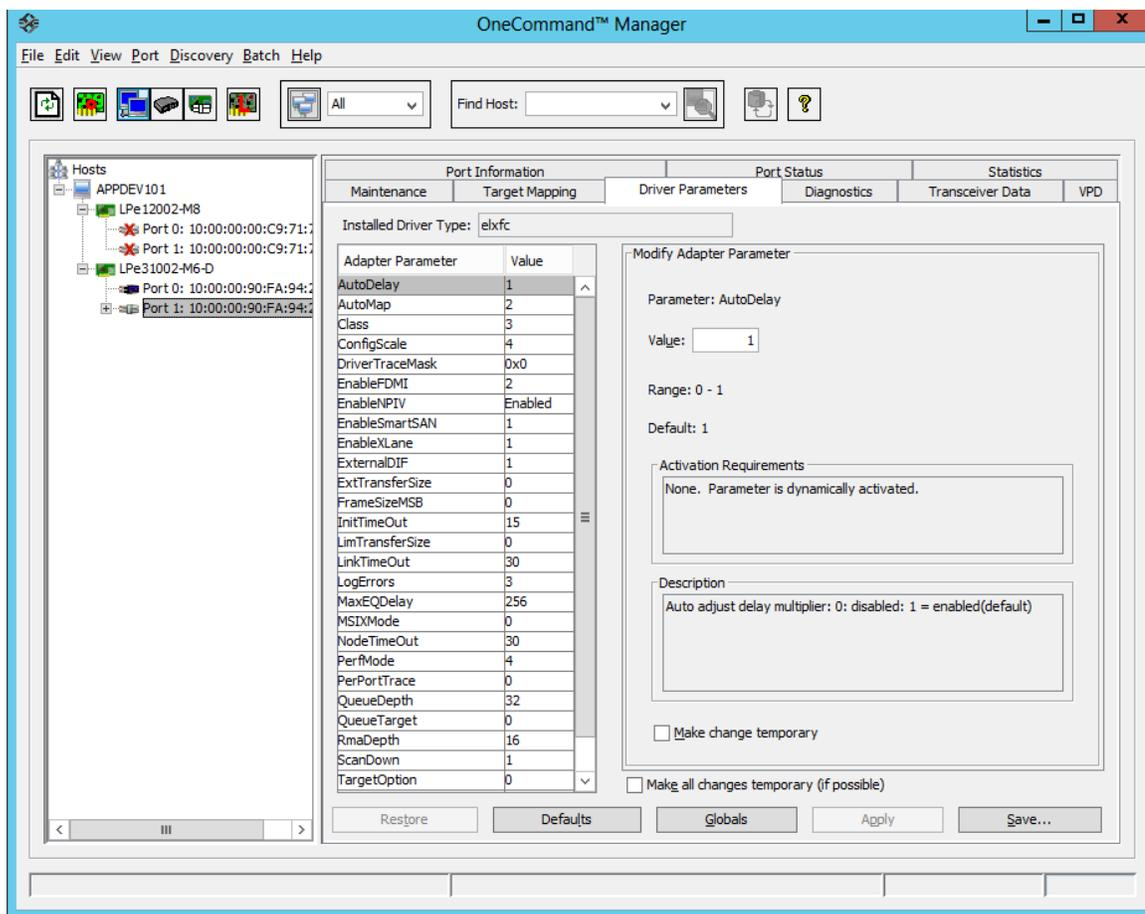 OneCommand™ Manager
File Edit View Port Discovery Batch Help
All
Find Host:
Hosts
APPDEV101
LPe12002-M8
Port 0: 10:00:00:00:C9:71:7
Port 1: 10:00:00:00:C9:71:7
LPe31002-M6-D
Port 0: 10:00:00:90:FA:94:2
Port 1: 10:00:00:90:FA:94:2
Port Information Port Status Statistics
Maintenance Target Mapping Driver Parameters Diagnostics Transceiver Data VPD
Installed Driver Type: elxfc
Adapter Parameter Value
AutoDelay 1
AutoMap 2
Class 3
ConfigScale 4
DriverTraceMask 0x0
EnableFDMI 2
EnableNPIV Enabled
EnableSmartSAN 1
EnableXLane 1
ExternalDIF 1
ExtTransferSize 0
FrameSizeMSB 0
InitTimeOut 15
LimTransferSize 0
LinkTimeOut 30
LogErrors 3
MaxEQDelay 256
MSIXMode 0
NodeTimeOut 30
PerfMode 4
PerPortTrace 0
QueueDepth 32
QueueTarget 0
RmaDepth 16
ScanDown 1
TargetOption 0
Modify Adapter Parameter
Parameter: AutoDelay
Value: 1
Range: 0 - 1
Default: 1
Activation Requirements
None. Parameter is dynamically activated.
Description
Auto adjust delay multiplier: 0: disabled: 1 = enabled(default)
Make change temporary
Make all changes temporary (if possible)
Restore Defaults Globals Apply Save...